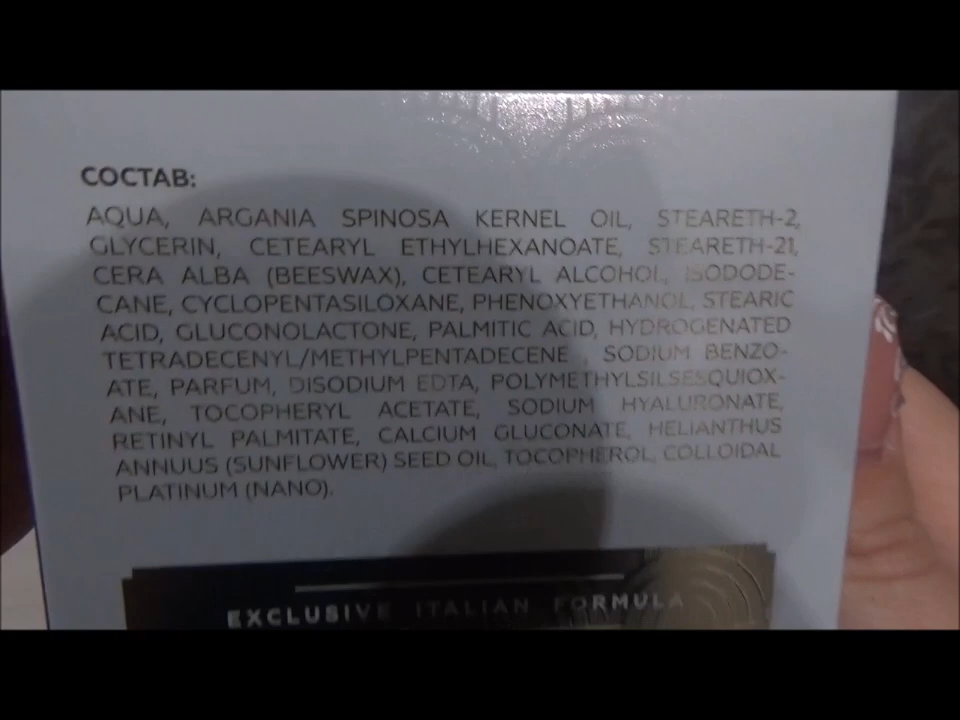 СОСТАВ:
AQUA, ARGANIA SPINOSA KERNEL OIL, STEARETH-2,
GLYCERIN, CETEARYL ETHYLHEXANOATE, STEARETH-21,
CERA ALBA (BEESWAX), CETEARYL ALCOHOL, ISODODE-
CANE, CYCLOPENTASILOXANE, PHENOXYETHANOL, STEARIC
ACID, GLUCONOLACTONE, PALMITIC ACID, HYDROGENATED
TETRADECENYL/METHYLPENTADECENE , SODIUM BENZO-
ATE, PARFUM, DISODIUM EDTA, POLYMETHYLSILSESQUIOX-
ANE, TOCOPHERYL ACETATE, SODIUM HYALURONATE,
RETINYL PALMITATE, CALCIUM GLUCONATE, HELIANTHUS
ANNUUS (SUNFLOWER) SEED OIL, TOCOPHEROL, COLLOIDAL
PLATINUM (NANO).
EXCLUSIVE ITALIAN FORMULA